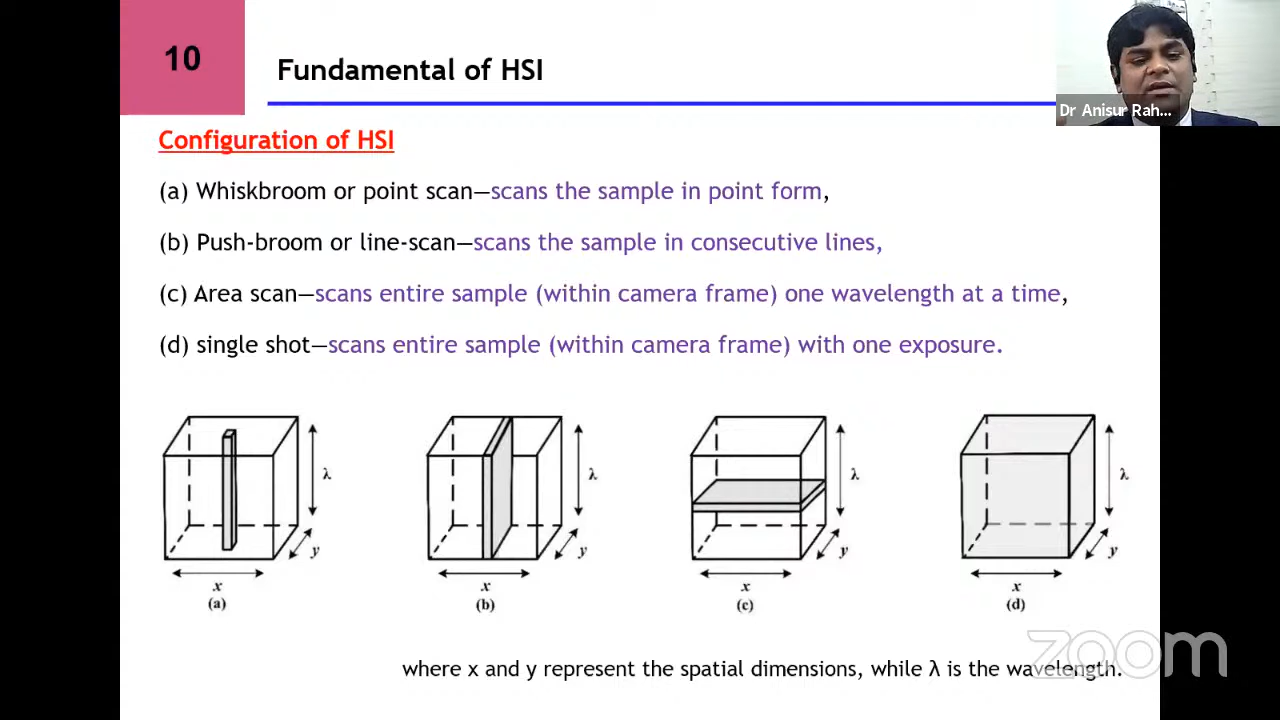 10
Fundamental of HSI
Dr Anisur Rah...
Configuration of HSI
(a) Whiskbroom or point scan—scans the sample in point form,
(b) Push-broom or line-scan—scans the sample in consecutive lines,
(c) Area scan—scans entire sample (within camera frame) one wavelength at a time,
(d) single shot—scans entire sample (within camera frame) with one exposure.
λ
y
x
(a)
λ
y
x
(b)
λ
y
x
(c)
λ
y
x
(d)
zoom
where x and y represent the spatial dimensions, while λ is the wavelength.